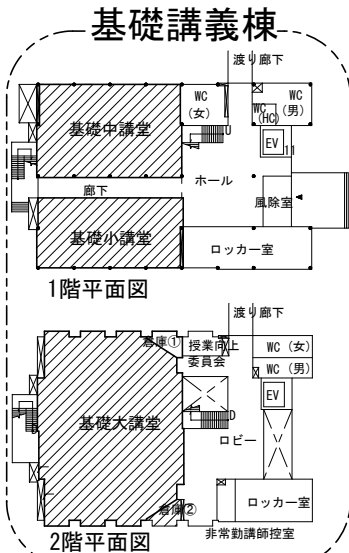 基礎講義棟
渡り廊下
WC
(女)
WC
(男)
WC
(HC)
基礎中講堂
U
EV
11
ホール
廊下
風除室
基礎小講堂
ロッカー室
1階平面図
渡り廊下
倉庫①
授業向上
委員会
WC (女)
WC (男)
EV
基礎大講堂
D
ロビー
ロッカー室
倉庫②
非常勤講師控室
2階平面図